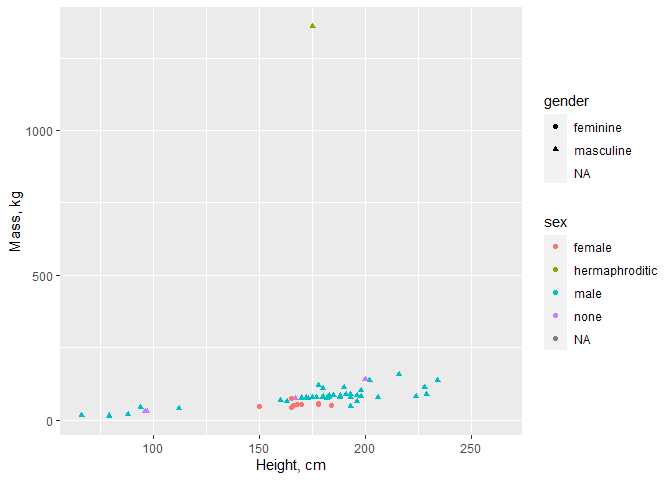 1000
500
0
Mass, kg
100
150
200
250
Height, cm
gender
feminine
masculine
NA
sex
female
hermaphroditic
male
none
NA